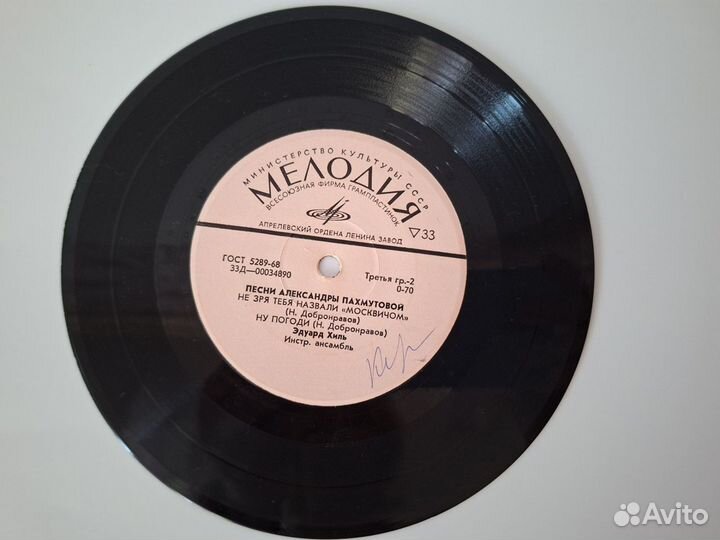 МИНИСТЕРСТВО КУЛЬТУРЫ СССР
МЕЛОДИЯ
ВСЕСОЮЗНАЯ ФИРМА ГРАМПЛАСТИНОК
АПРЕЛЕВСКИЙ ОРДЕНА ЛЕНИНА ЗАВОД
33
ГОСТ 5289-68
33Д—00034890
Третья гр.-2
0-70
ПЕСНИ АЛЕКСАНДРЫ ПАХМУТОВОЙ
НЕ ЗРЯ ТЕБЯ НАЗВАЛИ «МОСКВИЧОМ»
(Н. Добронравов)
НУ ПОГОДИ (Н. Добронравов)
Эдуард Хиль
Инстр. ансамбль
Avito